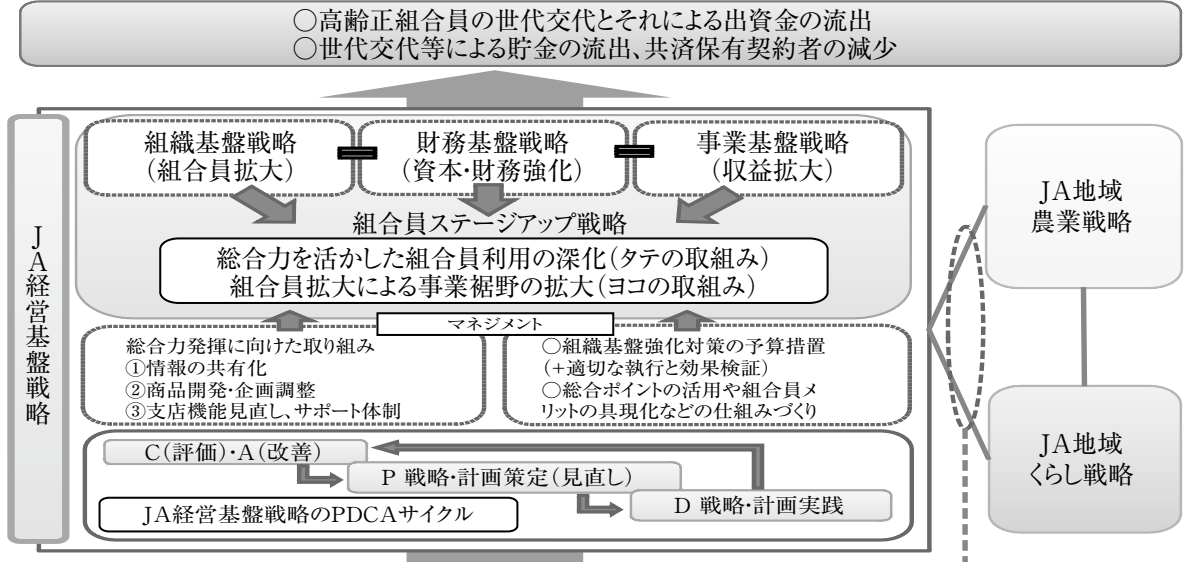 ○高齢正組合員の世代交代とそれによる出資金の流出
○世代交代等による貯金の流出、共済保有契約者の減少
JA経営基盤戦略
組織基盤戦略
(組合員拡大)
財務基盤戦略
(資本・財務強化)
事業基盤戦略
(収益拡大)
組合員ステージアップ戦略
総合力を活かした組合員利用の深化(タテの取組み)
組合員拡大による事業裾野の拡大(ヨコの取組み)
マネジメント
総合力発揮に向けた取り組み
①情報の共有化
②商品開発・企画調整
③支店機能見直し、サポート体制
○組織基盤強化対策の予算措置
(+適切な執行と効果検証)
○総合ポイントの活用や組合員メ
リットの具現化などの仕組みづくり
C(評価)・A(改善)
P 戦略・計画策定(見直し)
D 戦略・計画実践
JA経営基盤戦略のPDCAサイクル
JA地域
農業戦略
JA地域
くらし戦略